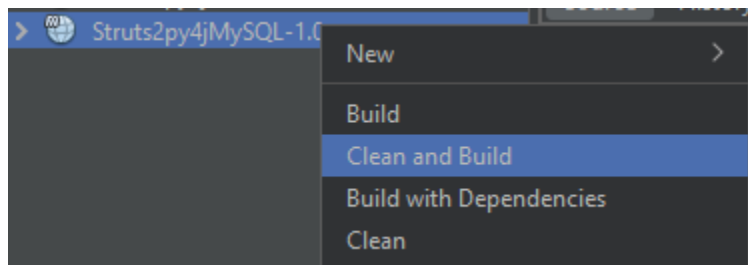 Struts2py4jMySQL-1.0
New
Build
Clean and Build
Build with Dependencies
Clean